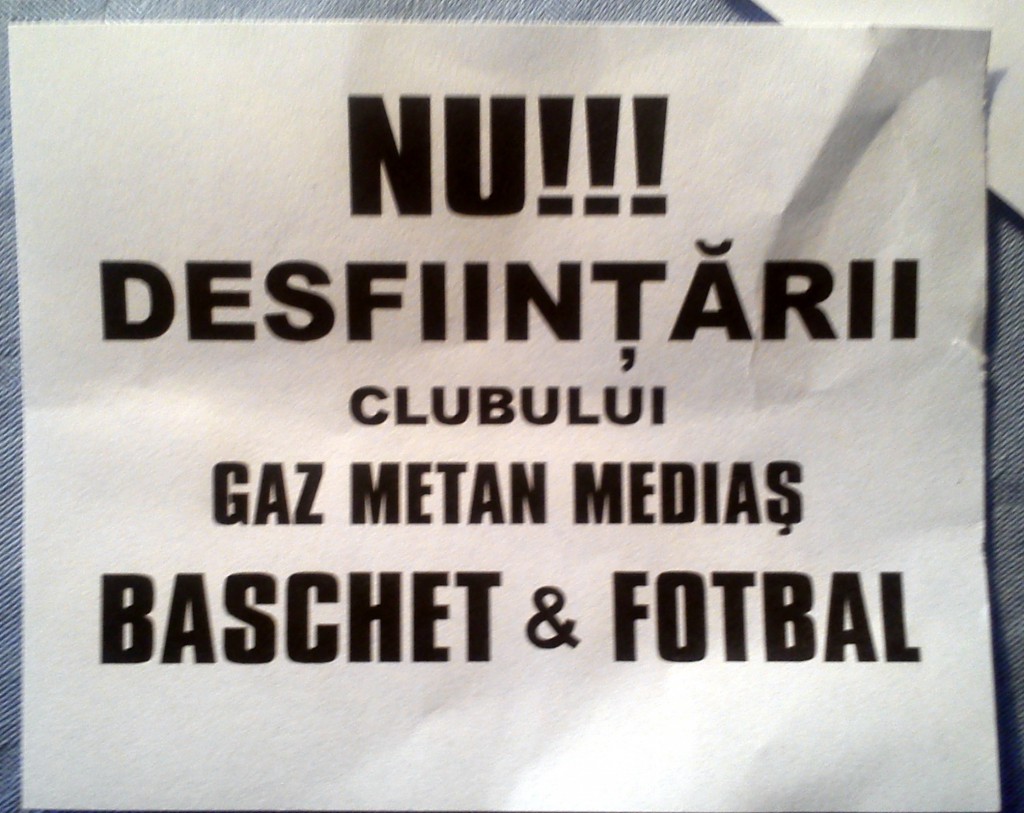 NU!!!
DESFIINȚĂRII
CLUBULUI
GAZ METAN MEDIAȘ
BASCHET & FOTBAL